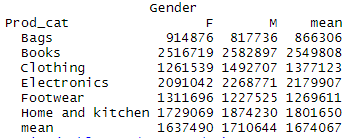 Gender
Prod_cat F M mean
Bags 914876 817736 866306
Books 2516719 2582897 2549808
Clothing 1261539 1492707 1377123
Electronics 2091042 2268771 2179907
Footwear 1311696 1227525 1269611
Home and kitchen 1729069 1874230 1801650
mean 1637490 1710644 1674067